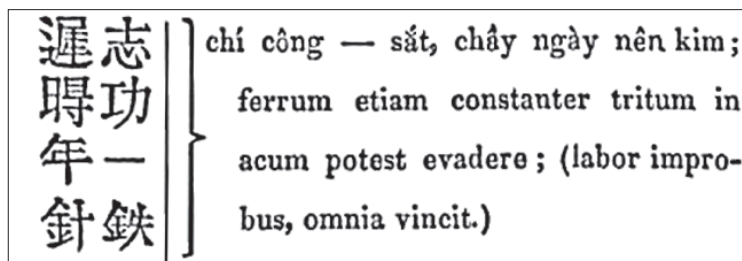 志功一鉄
遲𣈜年針
chí công — sắt, chầy ngày nên kim;
ferrum etiam constanter tritum in
acum potest evadere; (labor impro-
bus, omnia vincit.)